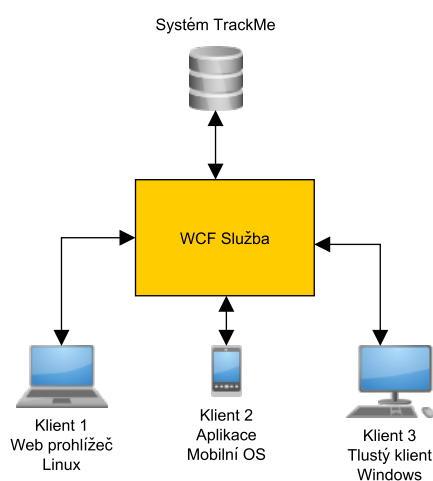 Systém TrackMe
WCF Služba
Klient 1
Web prohlížeč
Linux
Klient 2
Aplikace
Mobilní OS
Klient 3
Tlustý klient
Windows